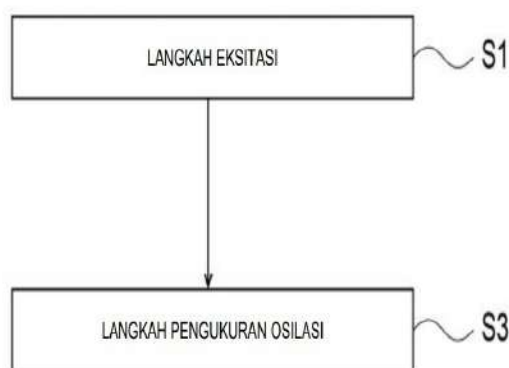 LANGKAH EKSITASI S1
LANGKAH PENGUKURAN OSILASI S3